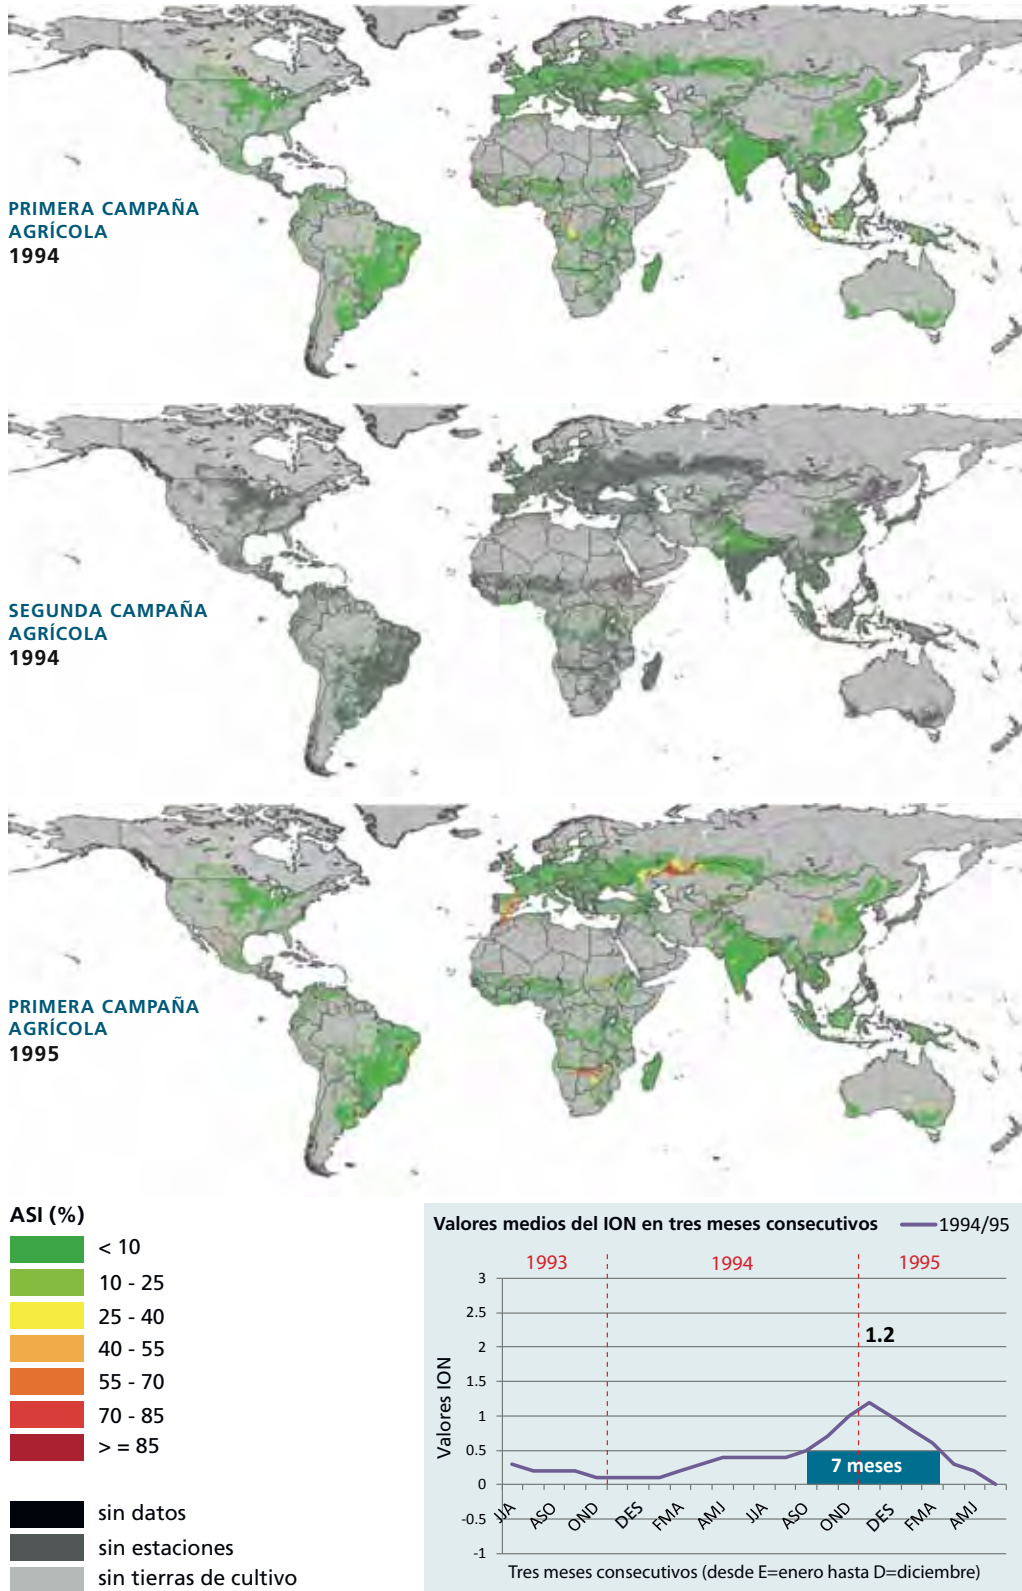 PRIMERA CAMPAÑA
AGRÍCOLA
1994
SEGUNDA CAMPAÑA
AGRÍCOLA
1994
PRIMERA CAMPAÑA
AGRÍCOLA
1995
ASI (%)
< 10
10 - 25
25 - 40
40 - 55
55 - 70
70 - 85
> = 85
sin datos
sin estaciones
sin tierras de cultivo
Valores medios del ION en tres meses consecutivos
1994/95
1993 1994 1995
3
2.5
2
1.5
1
0.5
0
-0.5
-1
Valores ION
1.2
7 meses
JJA ASO OND DES FMA AMJ JJA ASO OND DES FMA AMJ
Tres meses consecutivos (desde E=enero hasta D=diciembre)